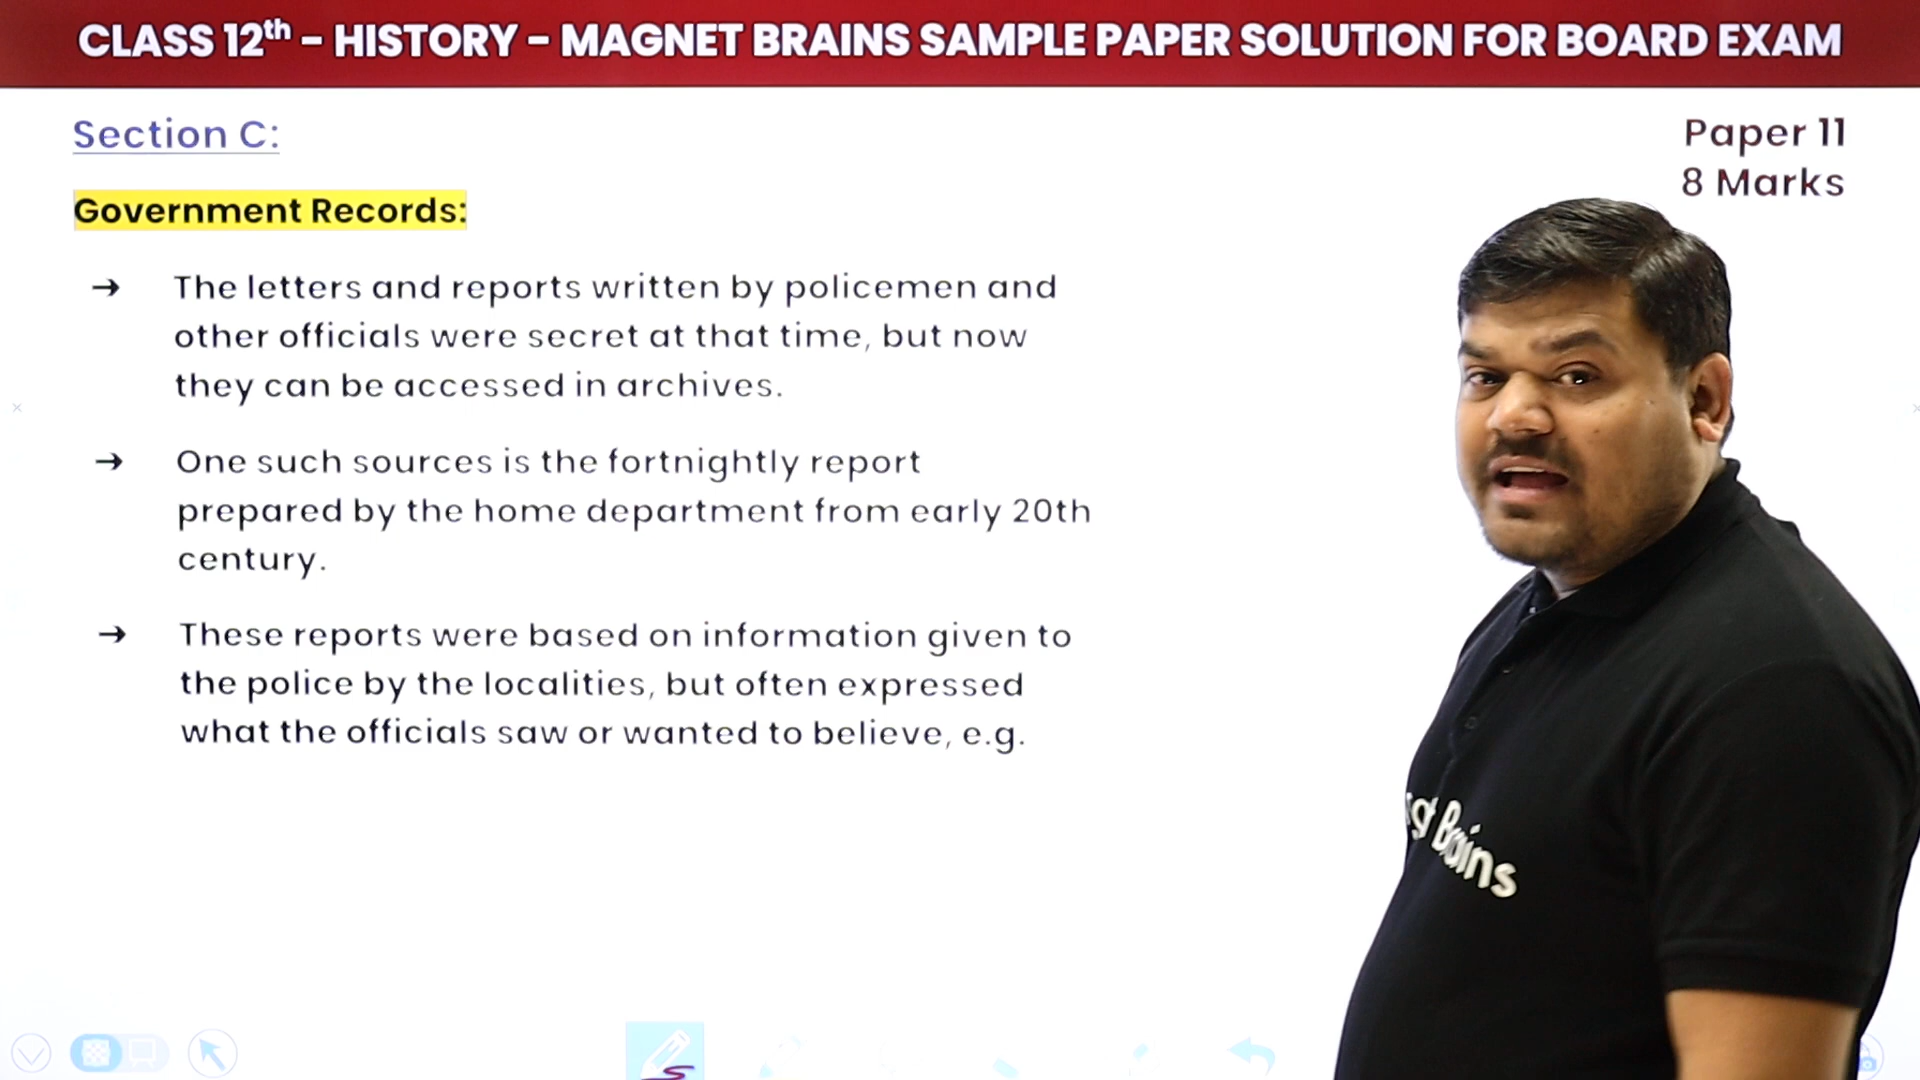 CLASS 12th - HISTORY - MAGNET BRAINS SAMPLE PAPER SOLUTION FOR BOARD EXAM
Section C:
Paper 11
8 Marks
Government Records:
→ The letters and reports written by policemen and
other officials were secret at that time, but now
they can be accessed in archives.
→ One such sources is the fortnightly report
prepared by the home department from early 20th
century.
→ These reports were based on information given to
the police by the localities, but often expressed
what the officials saw or wanted to believe, e.g.
Brains